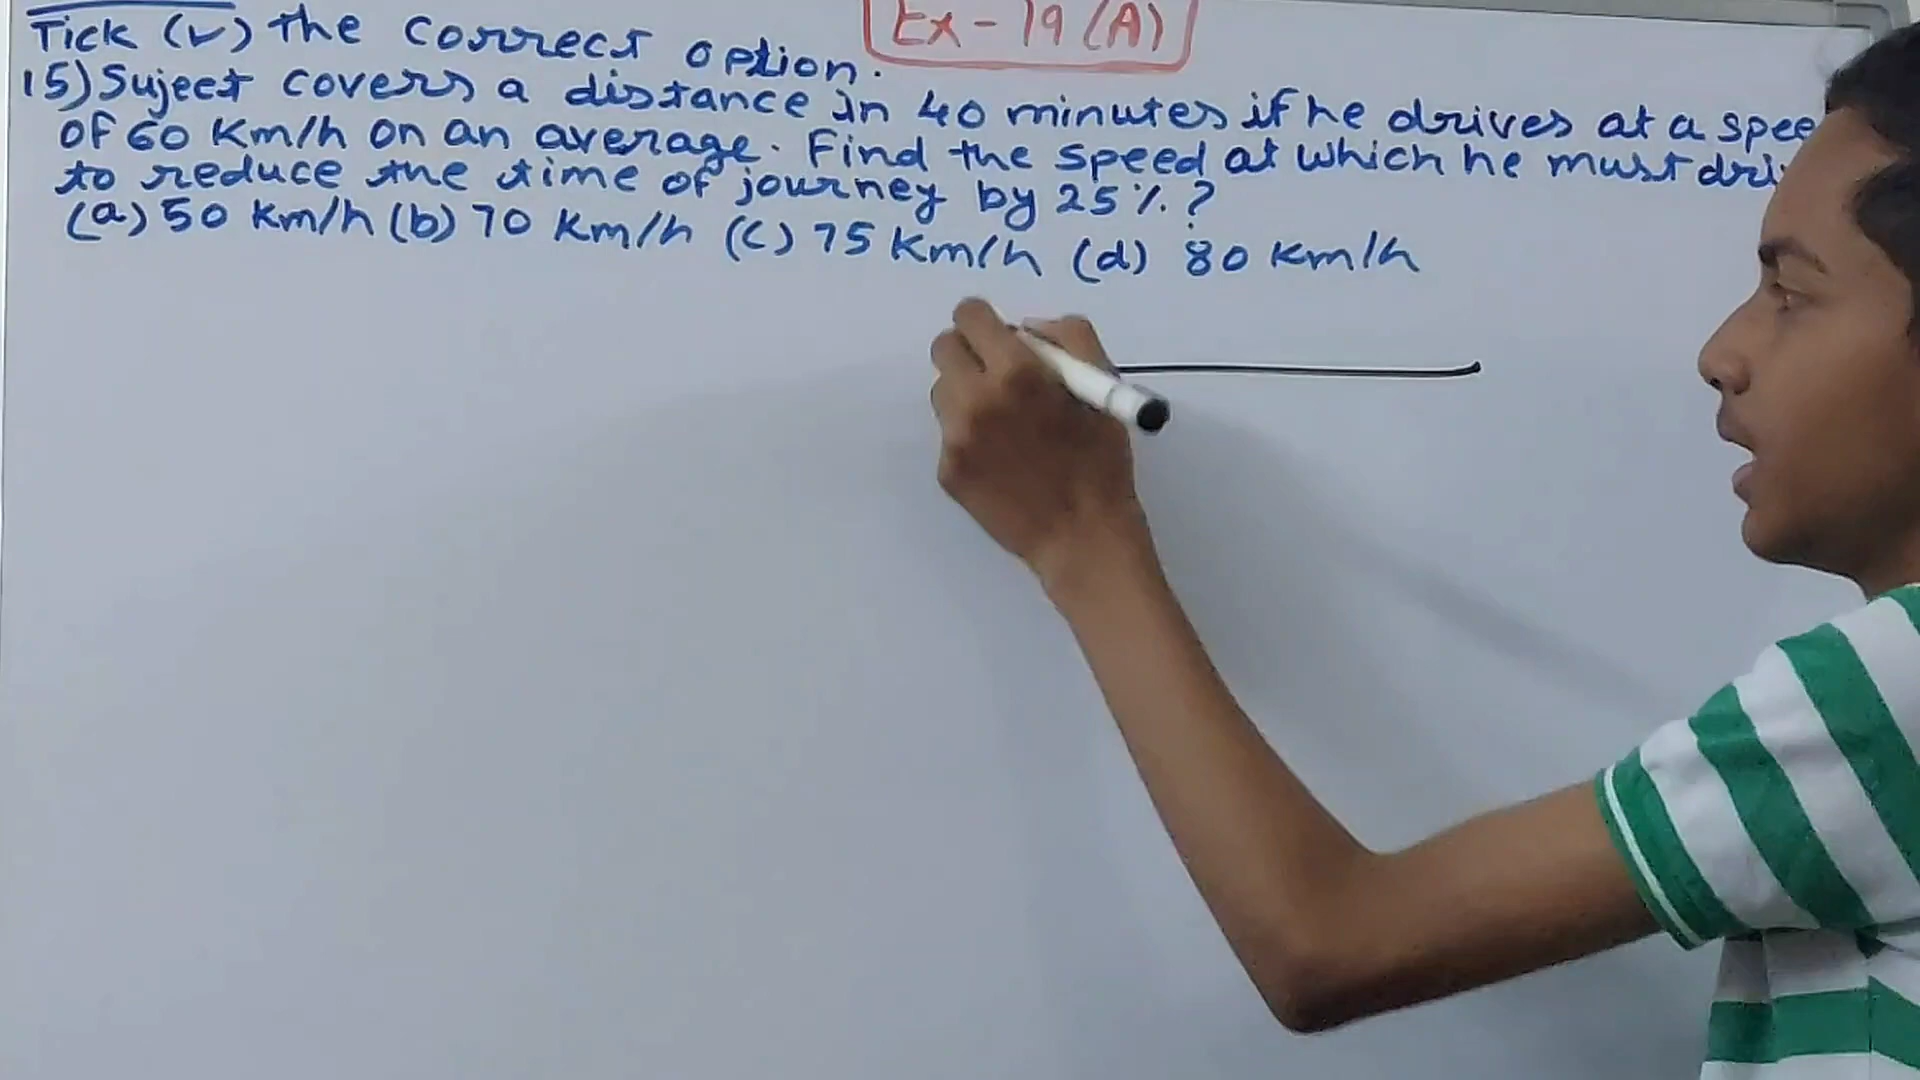 Ex-19(A)
Tick (✓) the correct option.
15) Sujeet covers a distance in 40 minutes if he drives at a spee
of 60 Km/h on an average. Find the speed at which he must dri
to reduce the time of journey by 25%.?
(a) 50 Km/h (b) 70 Km/h (c) 75 Km/h (d) 80 Km/h